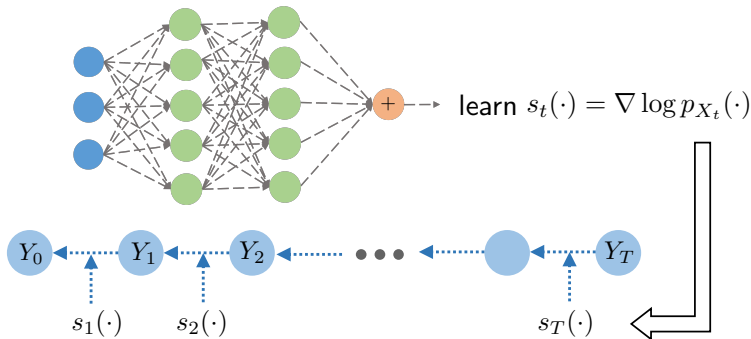 +
learn $s_t(\cdot) = \nabla \log p_{X_t}(\cdot)$
$Y_0$ $Y_1$ $Y_2$ $Y_T$
$s_1(\cdot)$ $s_2(\cdot)$ $s_T(\cdot)$